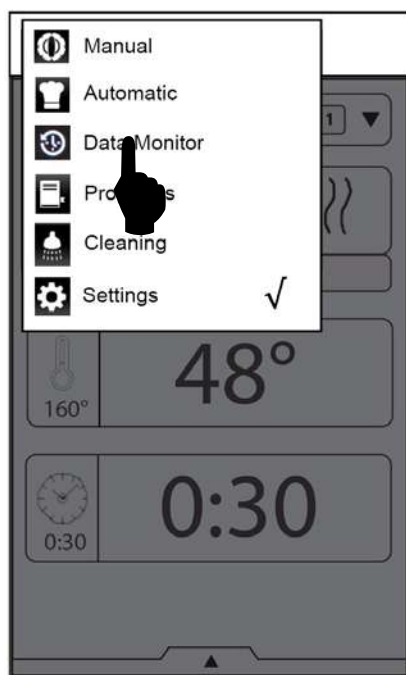 Manual
Automatic
Data Monitor
Cleaning
Settings √
1 ▼
48°
160°
0:30
0:30
▲